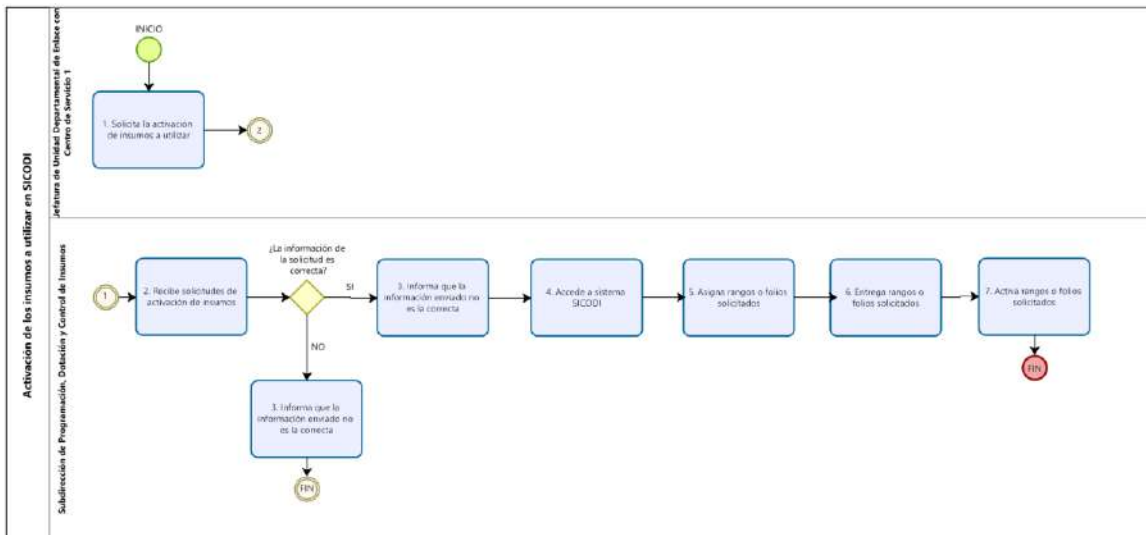 Activación de los insumos a utilizar en SICODI
Jefatura de Unidad Departamental de Enlace con
Centro de Servicio 1
INICIO
1. Solicita la activación
de insumos a utilizar
2
Subdirección de Programación, Dotación y Control de Insumos
1
2. Recibe solicitudes de
activación de insumos
¿La información de
la solicitud es
correcta?
SI
3. Informa que la
información enviado no
es la correcta
4. Accede a sistema
SICODI
5. Asigna rangos o folios
solicitados
6. Entrega rangos o
folios solicitados
7. Activa rangos o folios
solicitados
FIN
NO
3. Informa que la
información enviado no
es la correcta
FIN